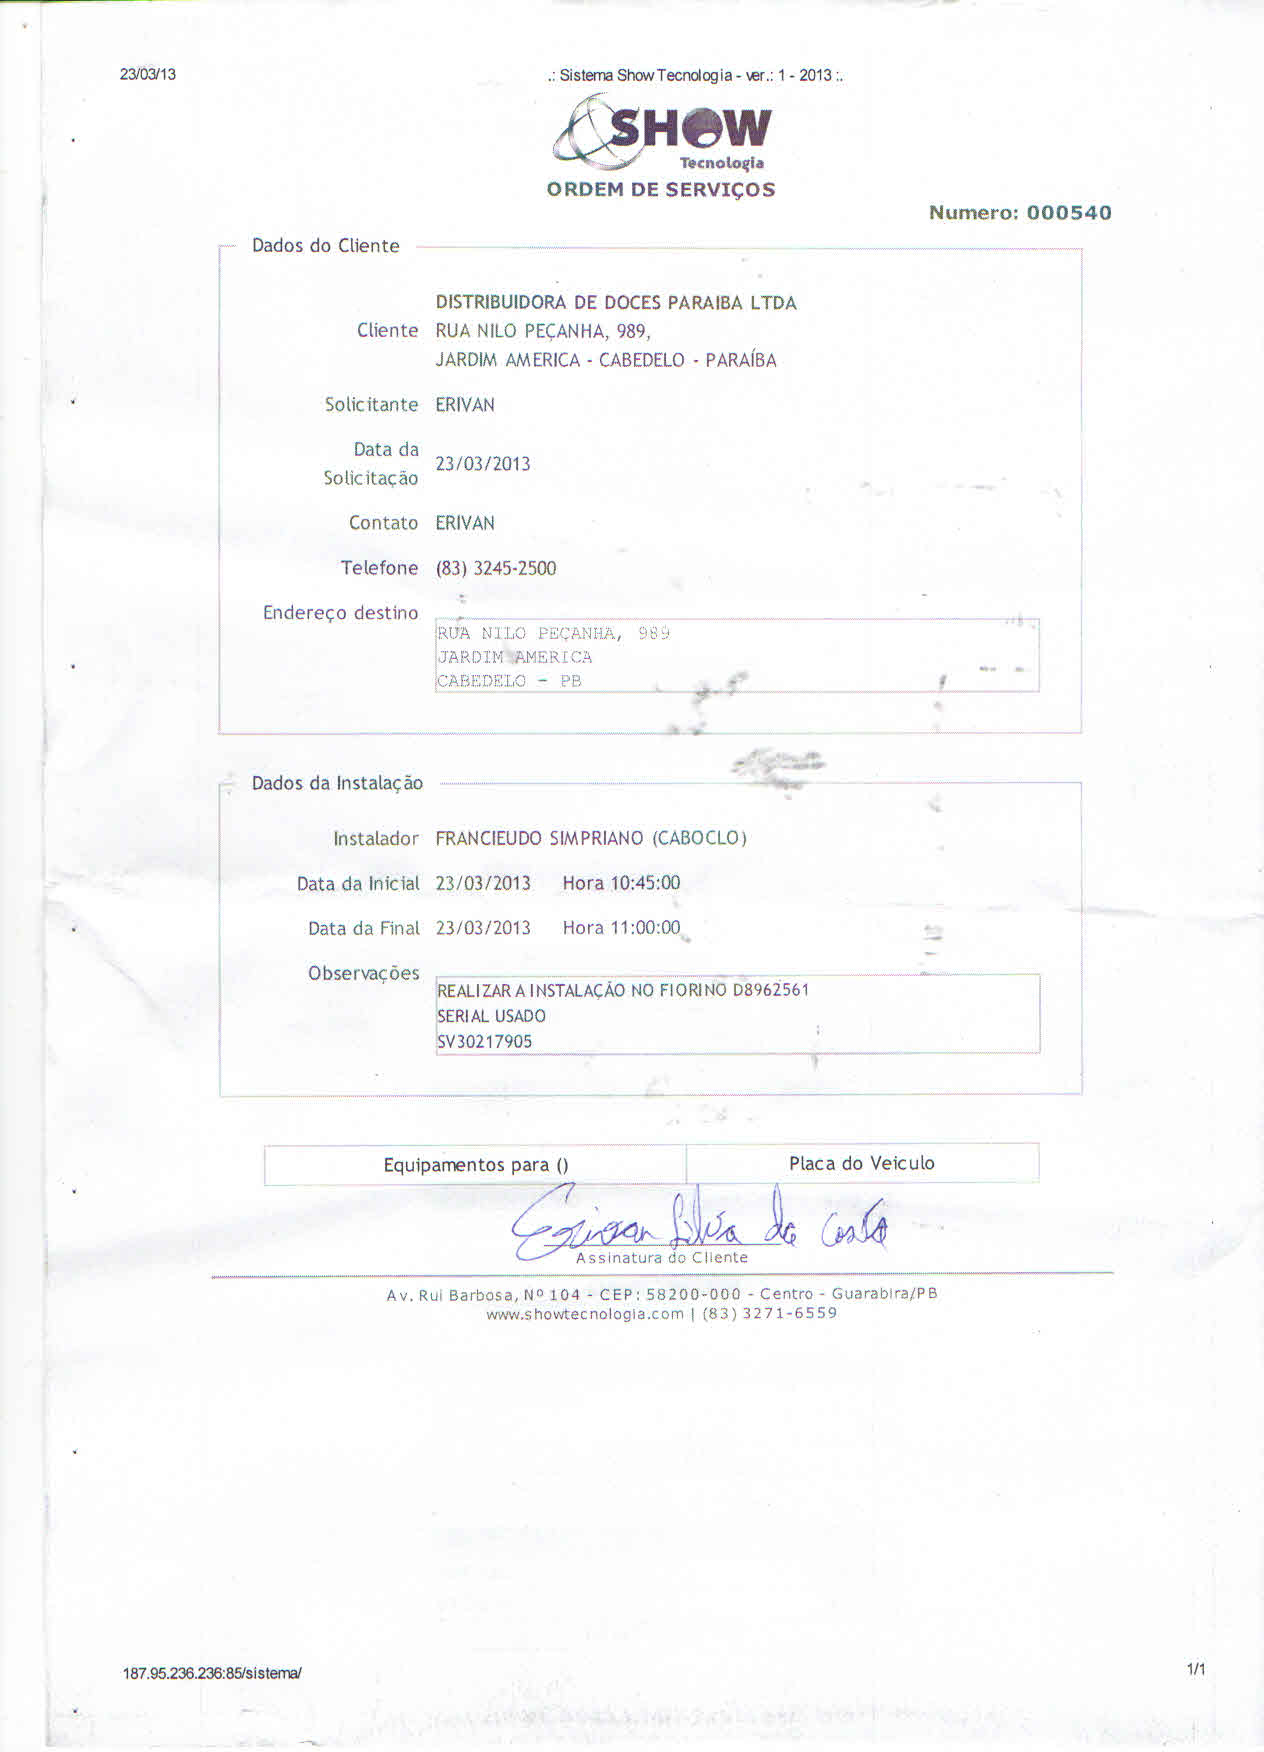 23/03/13
.: Sistema Show Tecnologia - ver.: 1 - 2013 :.
SHOW
Tecnologia
ORDEM DE SERVIÇOS
Numero: 000540
Dados do Cliente
DISTRIBUIDORA DE DOCES PARAIBA LTDA
Cliente RUA NILO PEÇANHA, 989,
JARDIM AMERICA - CABEDELO - PARAÍBA
Solicitante ERIVAN
Data da
Solicitação 23/03/2013
Contato ERIVAN
Telefone (83) 3245-2500
Endereço destino
RUA NILO PEÇANHA, 989
JARDIM AMERICA
CABEDELO - PB
Dados da Instalação
Instalador FRANCIEUDO SIMPRIANO (CABOCLO)
Data da Inicial 23/03/2013 Hora 10:45:00
Data da Final 23/03/2013 Hora 11:00:00
Observações
REALIZAR A INSTALAÇÃO NO FIORINO D8962561
SERIAL USADO
SV30217905
Equipamentos para () Placa do Veiculo
Erivan Silva da Costa
Assinatura do Cliente
Av. Rui Barbosa, Nº 104 - CEP: 58200-000 - Centro - Guarabira/PB
www.showtecnologia.com | (83) 3271-6559
187.95.236.236:85/sistema/
1/1